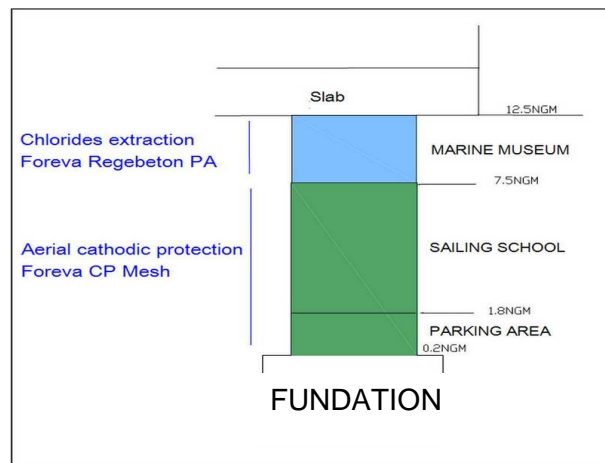 Slab
12.5NGM
Chlorides extraction
Foreva Regebeton PA
MARINE MUSEUM
7.5NGM
Aerial cathodic protection
Foreva CP Mesh
SAILING SCHOOL
1.8NGM
PARKING AREA
0.2NGM
FUNDATION